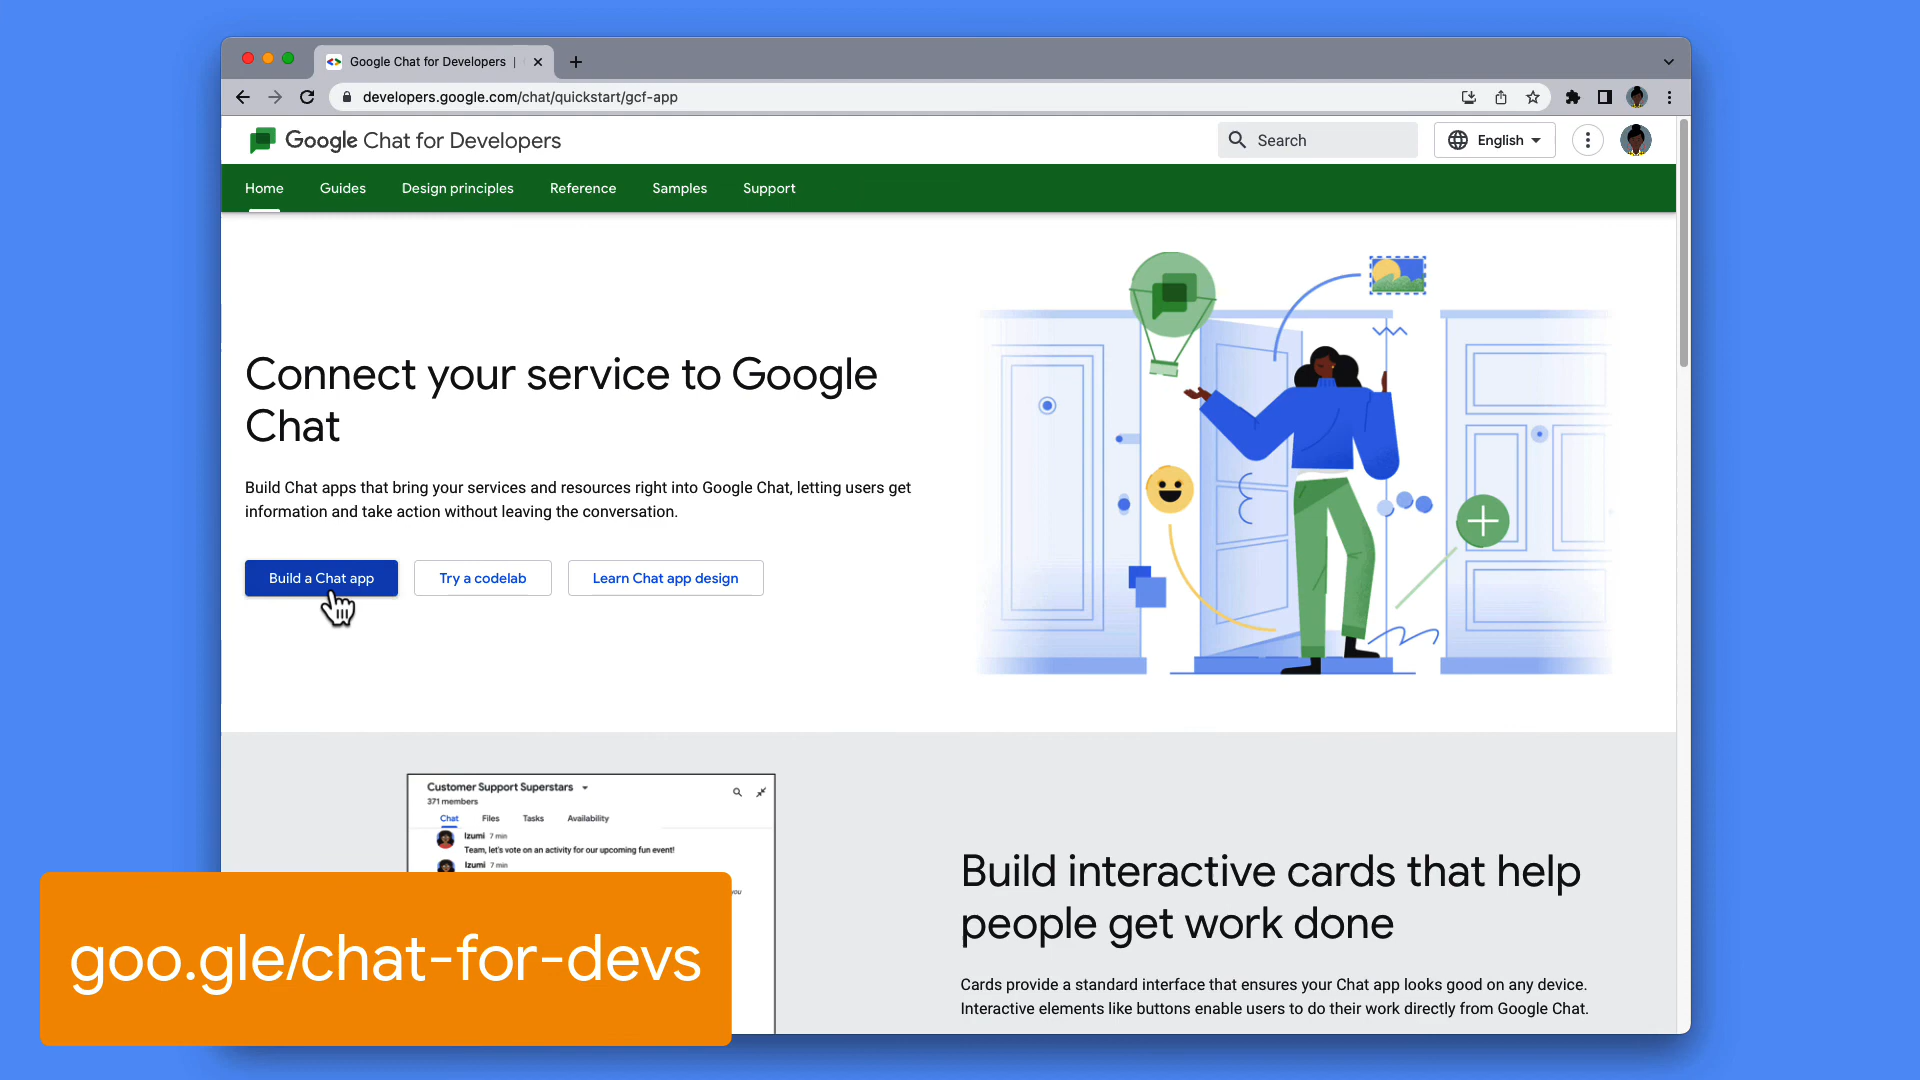 Google Chat for Developers |
developers.google.com/chat/quickstart/gcf-app
Google Chat for Developers
Search
English
Home
Guides
Design principles
Reference
Samples
Support
Connect your service to Google
Chat
Build Chat apps that bring your services and resources right into Google Chat, letting users get
information and take action without leaving the conversation.
Build a Chat app
Try a codelab
Learn Chat app design
Customer Support Superstars
371 members
Chat
Files
Tasks
Availability
Izumi 7 min
Team, let's vote on an activity for our upcoming fun event!
Izumi 7 min
you
Build interactive cards that help
people get work done
Cards provide a standard interface that ensures your Chat app looks good on any device.
Interactive elements like buttons enable users to do their work directly from Google Chat.
goo.gle/chat-for-devs